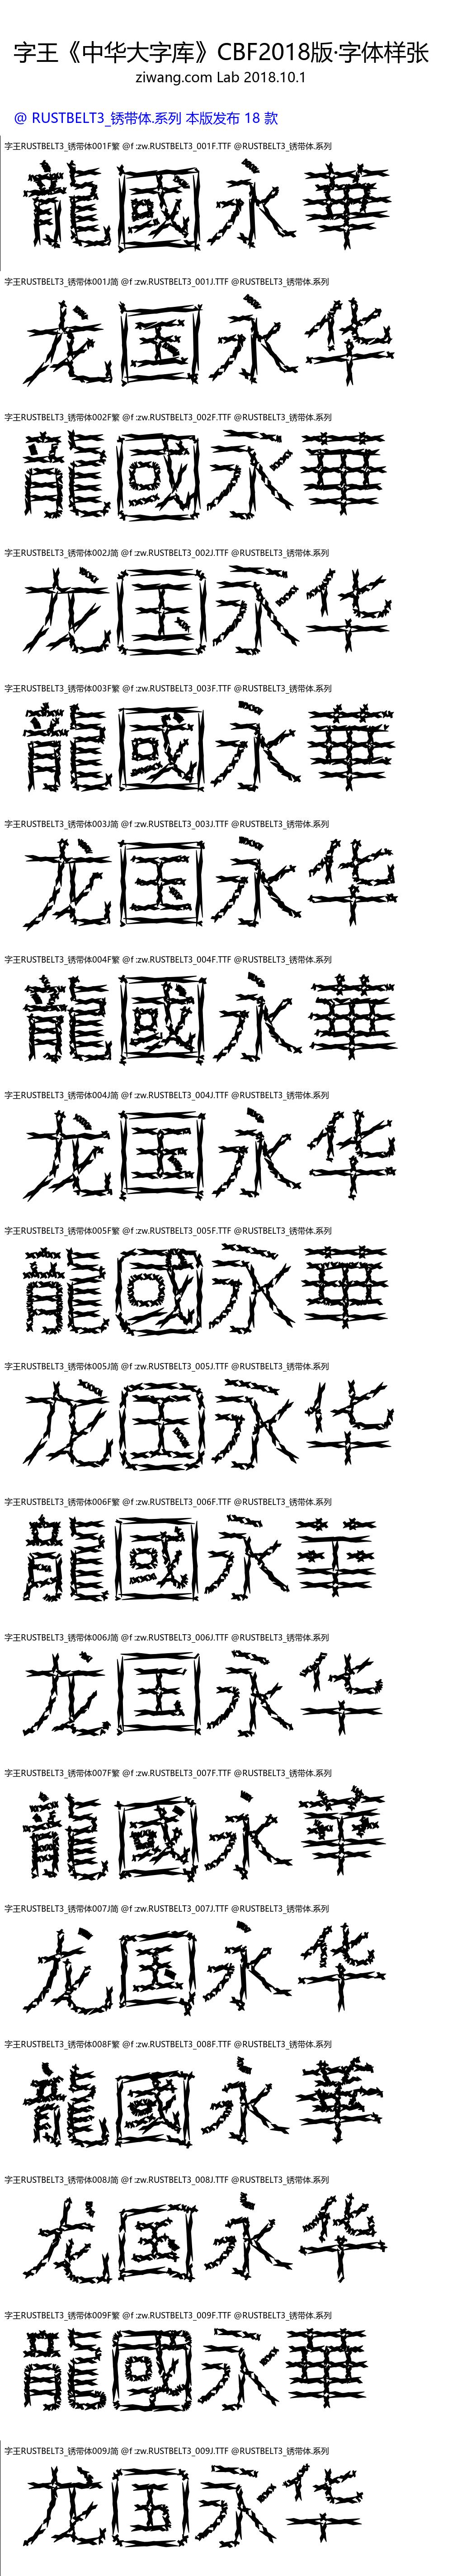 字王《中华大字库》CBF2018版·字体样张
ziwang.com Lab 2018.10.1
@ RUSTBELT3_锈带体.系列 本版发布 18 款
字王RUSTBELT3_锈带体001F繁 @f :zw.RUSTBELT3_001F.TTF @RUSTBELT3_锈带体.系列
龍國永華
字王RUSTBELT3_锈带体001J简 @f :zw.RUSTBELT3_001J.TTF @RUSTBELT3_锈带体.系列
龙国永华
字王RUSTBELT3_锈带体002F繁 @f :zw.RUSTBELT3_002F.TTF @RUSTBELT3_锈带体.系列
龍國永華
字王RUSTBELT3_锈带体002J简 @f :zw.RUSTBELT3_002J.TTF @RUSTBELT3_锈带体.系列
龙国永华
字王RUSTBELT3_锈带体003F繁 @f :zw.RUSTBELT3_003F.TTF @RUSTBELT3_锈带体.系列
龍國永華
字王RUSTBELT3_锈带体003J简 @f :zw.RUSTBELT3_003J.TTF @RUSTBELT3_锈带体.系列
龙国永华
字王RUSTBELT3_锈带体004F繁 @f :zw.RUSTBELT3_004F.TTF @RUSTBELT3_锈带体.系列
龍國永華
字王RUSTBELT3_锈带体004J简 @f :zw.RUSTBELT3_004J.TTF @RUSTBELT3_锈带体.系列
龙国永华
字王RUSTBELT3_锈带体005F繁 @f :zw.RUSTBELT3_005F.TTF @RUSTBELT3_锈带体.系列
龍國永華
字王RUSTBELT3_锈带体005J简 @f :zw.RUSTBELT3_005J.TTF @RUSTBELT3_锈带体.系列
龙国永华
字王RUSTBELT3_锈带体006F繁 @f :zw.RUSTBELT3_006F.TTF @RUSTBELT3_锈带体.系列
龍國永華
字王RUSTBELT3_锈带体006J简 @f :zw.RUSTBELT3_006J.TTF @RUSTBELT3_锈带体.系列
龙国永华
字王RUSTBELT3_锈带体007F繁 @f :zw.RUSTBELT3_007F.TTF @RUSTBELT3_锈带体.系列
龍國永華
字王RUSTBELT3_锈带体007J简 @f :zw.RUSTBELT3_007J.TTF @RUSTBELT3_锈带体.系列
龙国永华
字王RUSTBELT3_锈带体008F繁 @f :zw.RUSTBELT3_008F.TTF @RUSTBELT3_锈带体.系列
龍國永華
字王RUSTBELT3_锈带体008J简 @f :zw.RUSTBELT3_008J.TTF @RUSTBELT3_锈带体.系列
龙国永华
字王RUSTBELT3_锈带体009F繁 @f :zw.RUSTBELT3_009F.TTF @RUSTBELT3_锈带体.系列
龍國永華
字王RUSTBELT3_锈带体009J简 @f :zw.RUSTBELT3_009J.TTF @RUSTBELT3_锈带体.系列
龙国永华